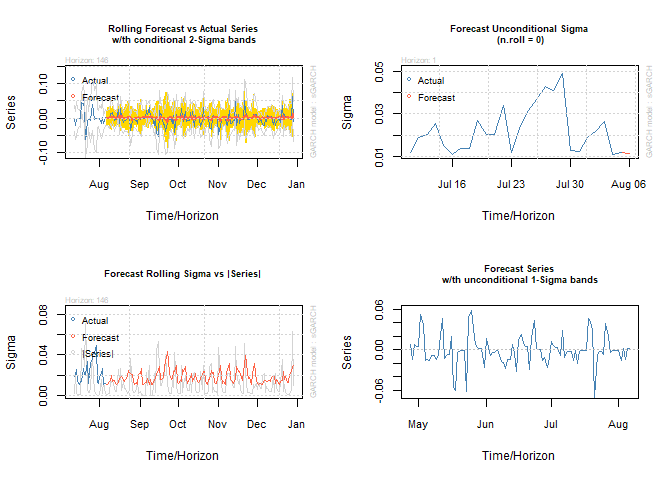 Rolling Forecast vs Actual Series
w/th conditional 2-Sigma bands
Horizon: 146
Actual
Forecast
Series
0.10
0.00
-0.10
GARCH model : sGARCH
Aug Sep Oct Nov Dec Jan
Time/Horizon
Forecast Unconditional Sigma
(n.roll = 0)
Horizon: 1
Actual
Forecast
Sigma
0.05
0.03
0.01
GARCH model : sGARCH
Jul 16 Jul 23 Jul 30 Aug 06
Time/Horizon
Forecast Rolling Sigma vs |Series|
Horizon: 146
Actual
Forecast
|Series|
Sigma
0.08
0.04
0.00
GARCH model : sGARCH
Aug Sep Oct Nov Dec Jan
Time/Horizon
Forecast Series
w/th unconditional 1-Sigma bands
Series
0.06
0.00
-0.06
May Jun Jul Aug
Time/Horizon